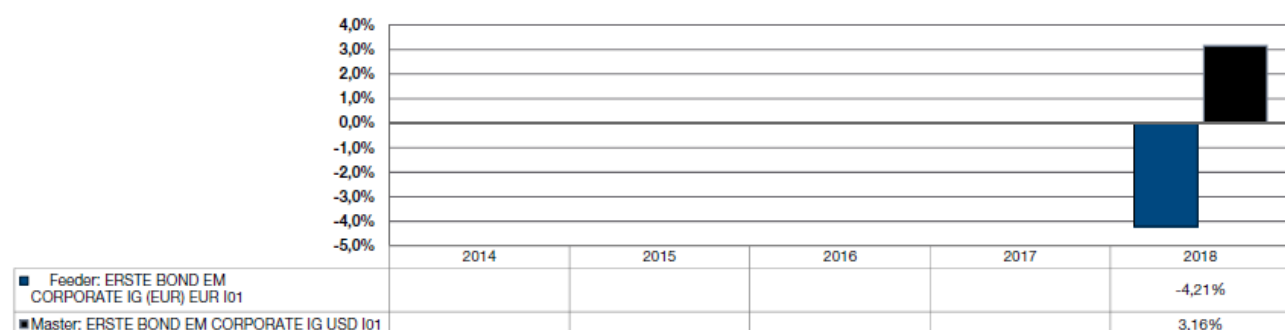 4,0%
3,0%
2,0%
1,0%
0,0%
-1,0%
-2,0%
-3,0%
-4,0%
-5,0%
2014 2015 2016 2017 2018
Feeder: ERSTE BOND EM
CORPORATE IG (EUR) EUR I01
-4,21%
Master: ERSTE BOND EM CORPORATE IG USD I01 3,16%